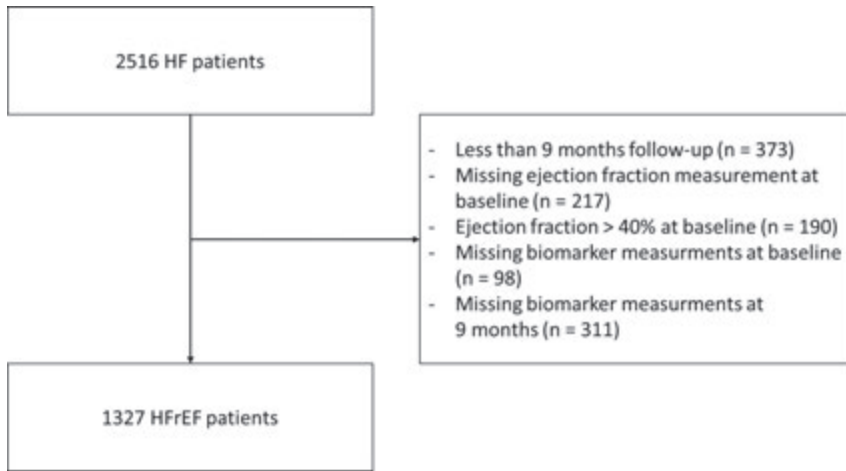 2516 HF patients
- Less than 9 months follow-up (n = 373)
- Missing ejection fraction measurement at
baseline (n = 217)
- Ejection fraction > 40% at baseline (n = 190)
- Missing biomarker measurments at baseline
(n = 98)
- Missing biomarker measurments at
9 months (n = 311)
1327 HFrEF patients